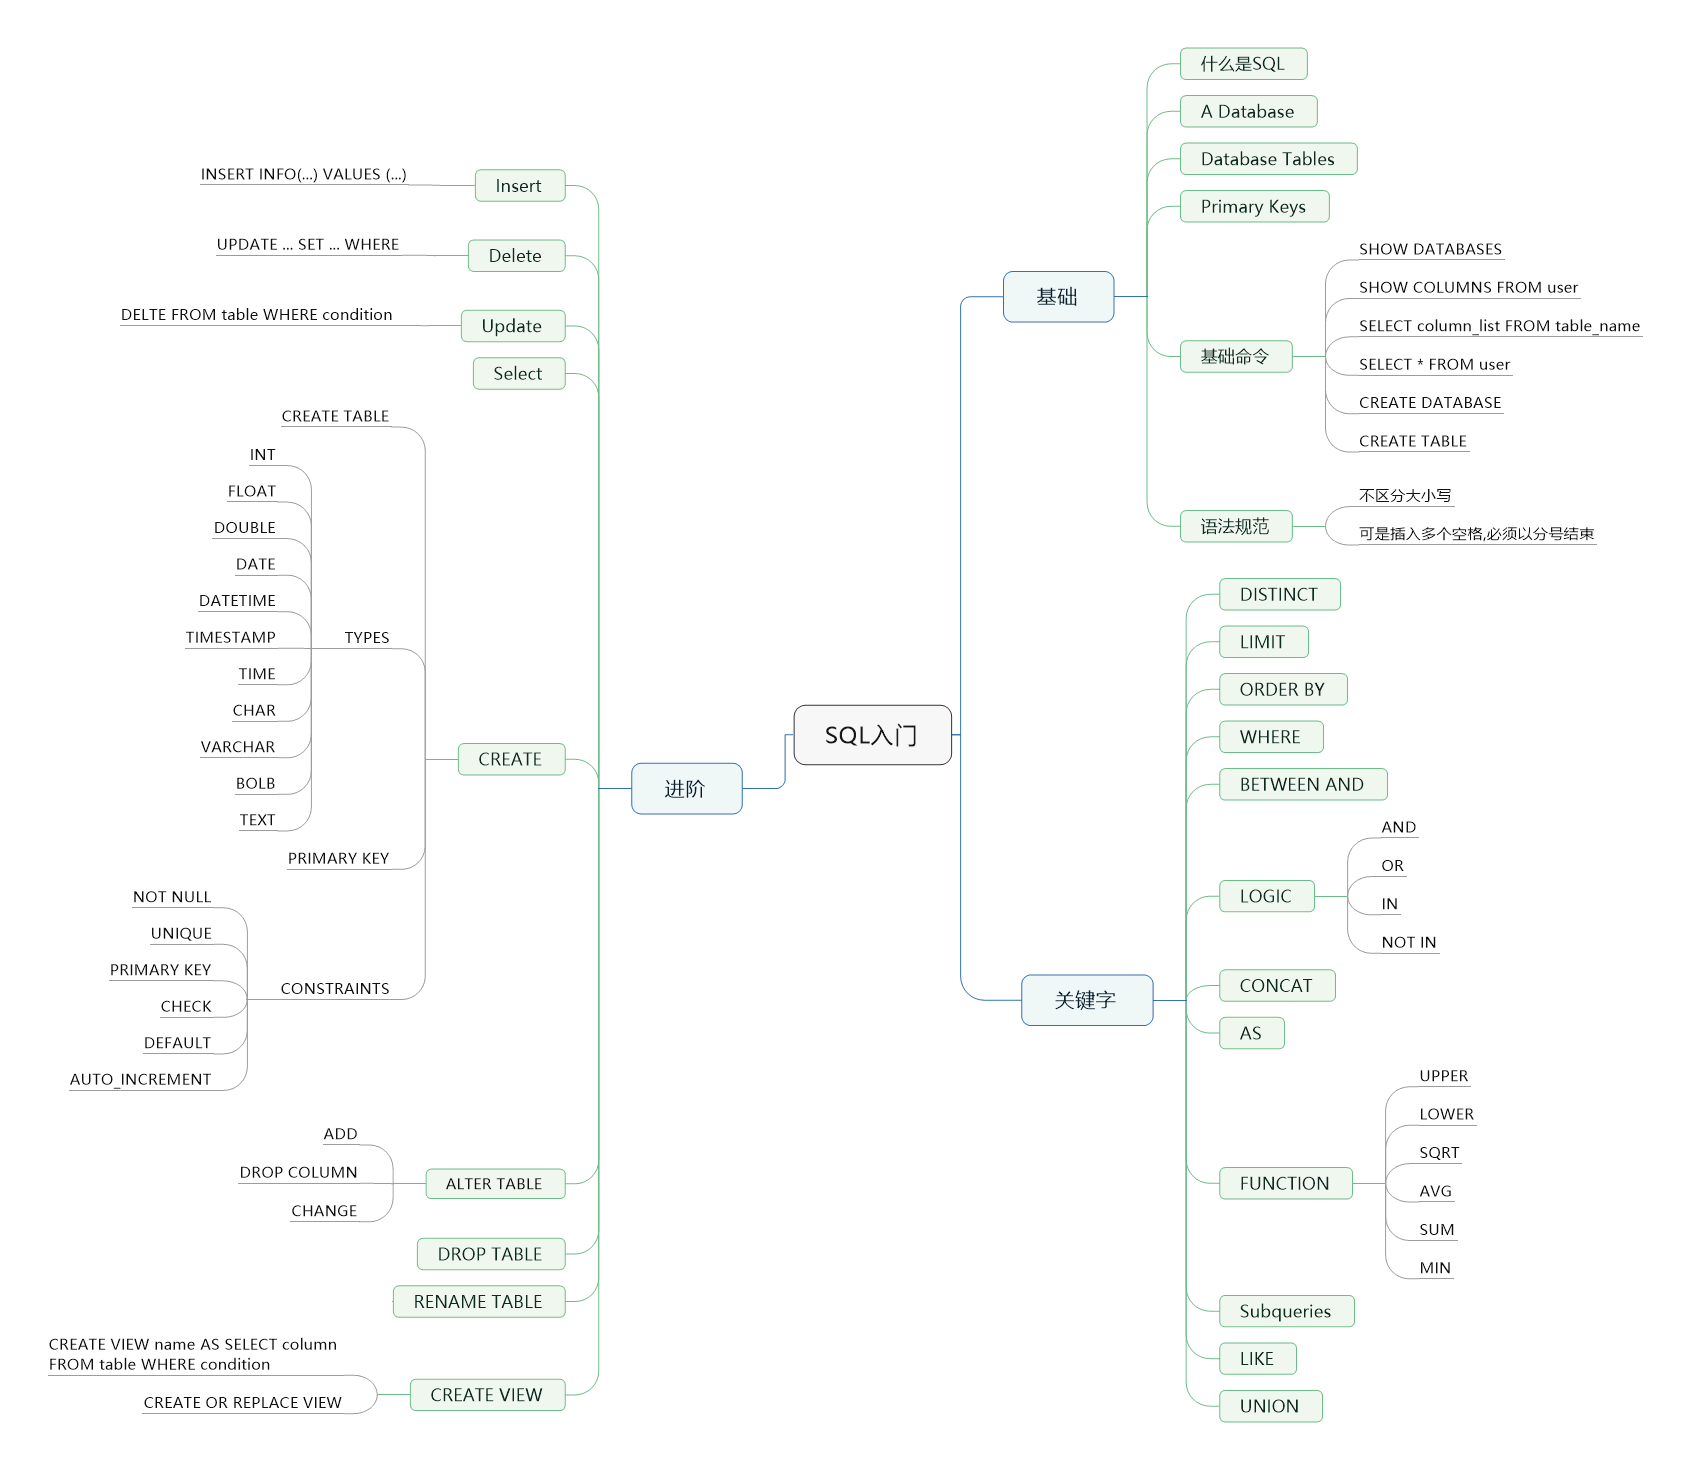 SQL入门
基础
什么是SQL
A Database
Database Tables
Primary Keys
基础命令
SHOW DATABASES
SHOW COLUMNS FROM user
SELECT column_list FROM table_name
SELECT * FROM user
CREATE DATABASE
CREATE TABLE
语法规范
不区分大小写
可是插入多个空格,必须以分号结束
关键字
DISTINCT
LIMIT
ORDER BY
WHERE
BETWEEN AND
LOGIC
AND
OR
IN
NOT IN
CONCAT
AS
FUNCTION
UPPER
LOWER
SQRT
AVG
SUM
MIN
Subqueries
LIKE
UNION
进阶
Insert
INSERT INFO(...) VALUES (...)
Delete
UPDATE ... SET ... WHERE
Update
DELTE FROM table WHERE condition
Select
CREATE
CREATE TABLE
TYPES
INT
FLOAT
DOUBLE
DATE
DATETIME
TIMESTAMP
TIME
CHAR
VARCHAR
BOLB
TEXT
PRIMARY KEY
CONSTRAINTS
NOT NULL
UNIQUE
PRIMARY KEY
CHECK
DEFAULT
AUTO_INCREMENT
ALTER TABLE
ADD
DROP COLUMN
CHANGE
DROP TABLE
RENAME TABLE
CREATE VIEW
CREATE VIEW name AS SELECT column
FROM table WHERE condition
CREATE OR REPLACE VIEW